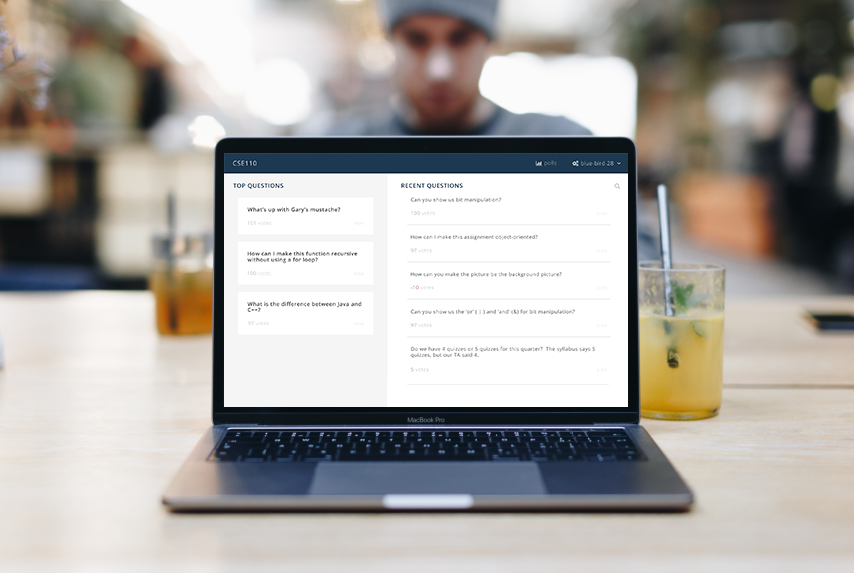 CSE110
polls
blue-bird-28
TOP QUESTIONS
What's up with Gary's mustache?
votes
How can I make this function recursive
without using a for loop?
100 votes
What is the difference between Java and
C++?
97 votes
RECENT QUESTIONS
Can you show us bit manipulation?
100 votes
How can I make this assignment object-oriented?
97 votes
How can you make the picture be the background picture?
-10 votes
Can you show us the 'or' ( | ) and 'and' (&) for bit manipulation?
97 votes
Do we have 4 quizzes or 5 quizzes for this quarter? The syllabus says 5
quizzes, but our TA said 4.
5 votes
MacBook Pro